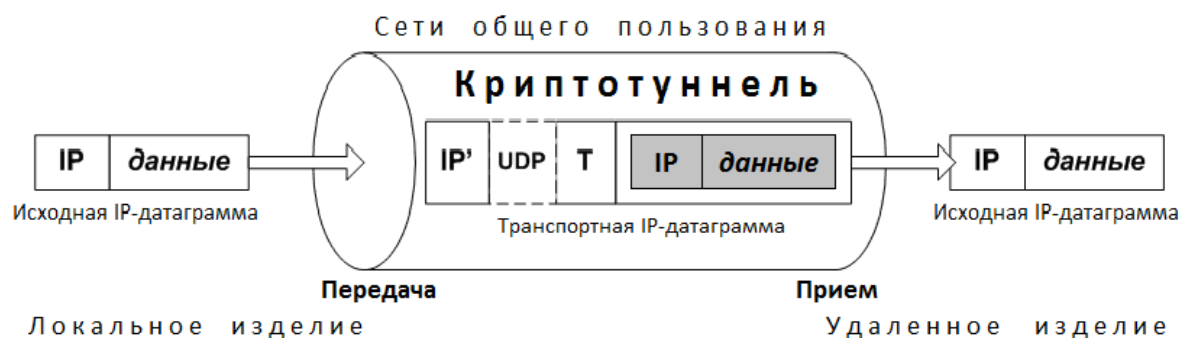 Сети общего пользования
Криптотуннель
IP данные IP' UDP T IP данные IP данные
Исходная IP-датаграмма Транспортная IP-датаграмма Исходная IP-датаграмма
Передача Прием
Локальное изделие Удаленное изделие